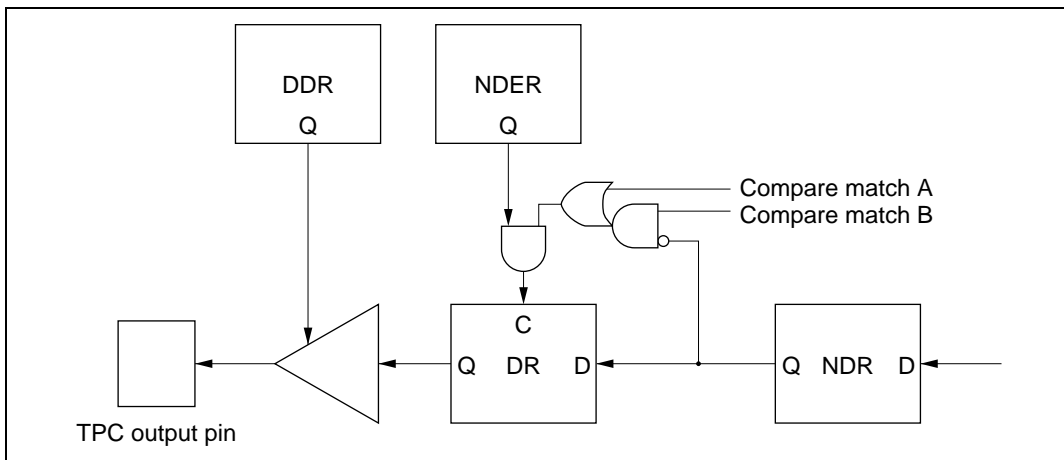 DDR
Q
NDER
Q
Compare match A
Compare match B
C
Q DR D
Q NDR D
TPC output pin